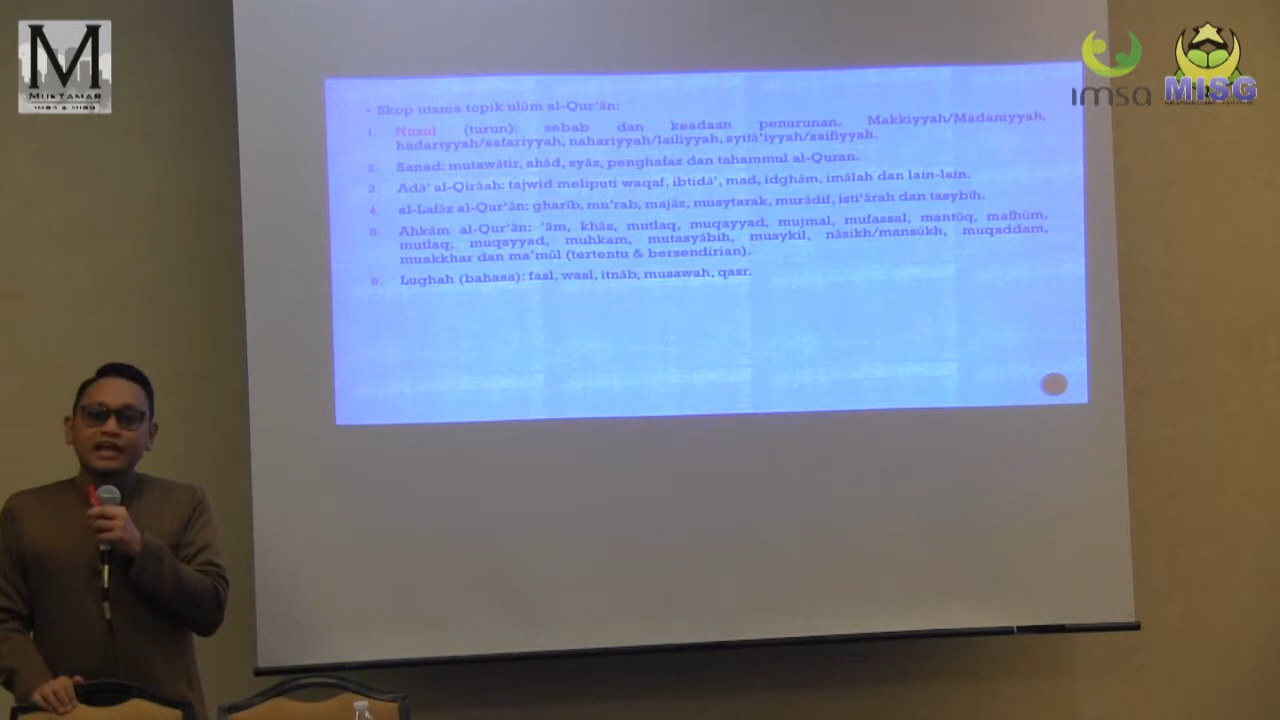 M
MUKTAMAR
IMSA & MISG
imsa
MISG
• Skop utama topik ulūm al-Qur'ān:
1. Nuzul (turun): sebab dan keadaan penurunan. Makkiyyah/Madaniyyah,
hadariyyah/safariyyah, nahariyyah/lailiyyah, syitā'iyyah/saifiyyah.
2. Sanad: mutawātir, ahād, syāz, penghafaz dan tahammul al-Quran.
3. Adā' al-Qirāah: tajwid meliputi waqaf, ibtidā', mad, idghām, imālah dan lain-lain.
4. al-Lafāz al-Qur'ān: gharīb, mu'rab, majāz, musytarak, murādif, isti'ārah dan tasybīh.
5. Ahkām al-Qur'ān: 'ām, khās, mutlaq, muqayyad, mujmal, mufassal, mantūq, mafhūm,
mutlaq, muqayyad, muhkam, mutasyābih, musykil, nāsikh/mansūkh, muqaddam,
muakkhar dan ma'mūl (tertentu & bersendirian).
6. Lughah (bahasa): fasl, wasl, itnāb, musawah, qasr.